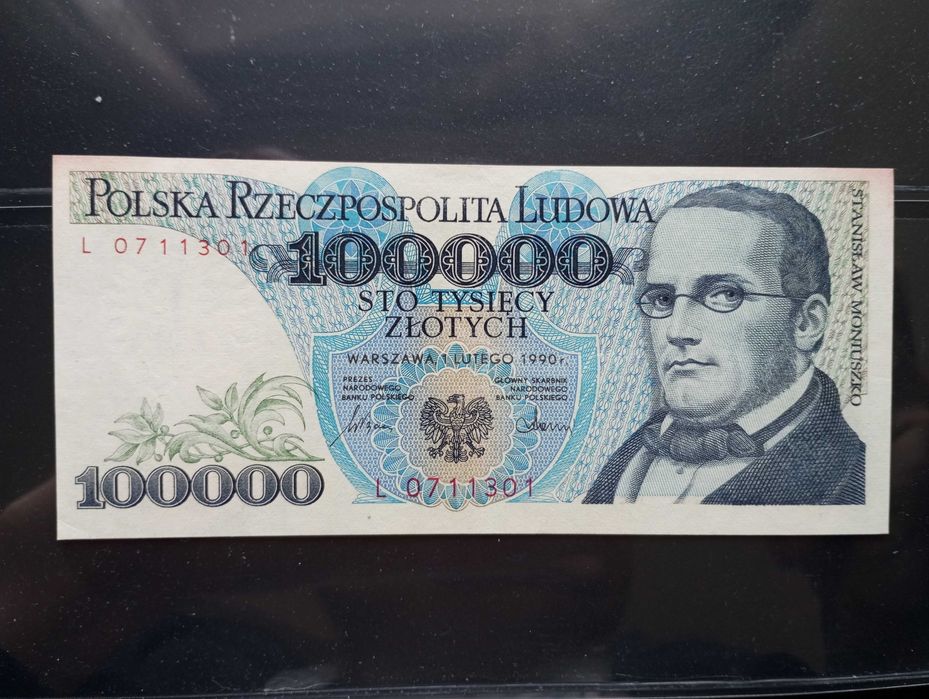 POLSKA RZECZPOSPOLITA LUDOWA
L 0711301
100000
STO TYSIĘCY
ZŁOTYCH
WARSZAWA 1 LUTEGO 1990 r.
PREZES
NARODOWEGO
BANKU POLSKIEGO
GŁÓWNY SKARBNIK
NARODOWEGO
BANKU POLSKIEGO
100000
L 0711301
STANISŁAW MONIUSZKO